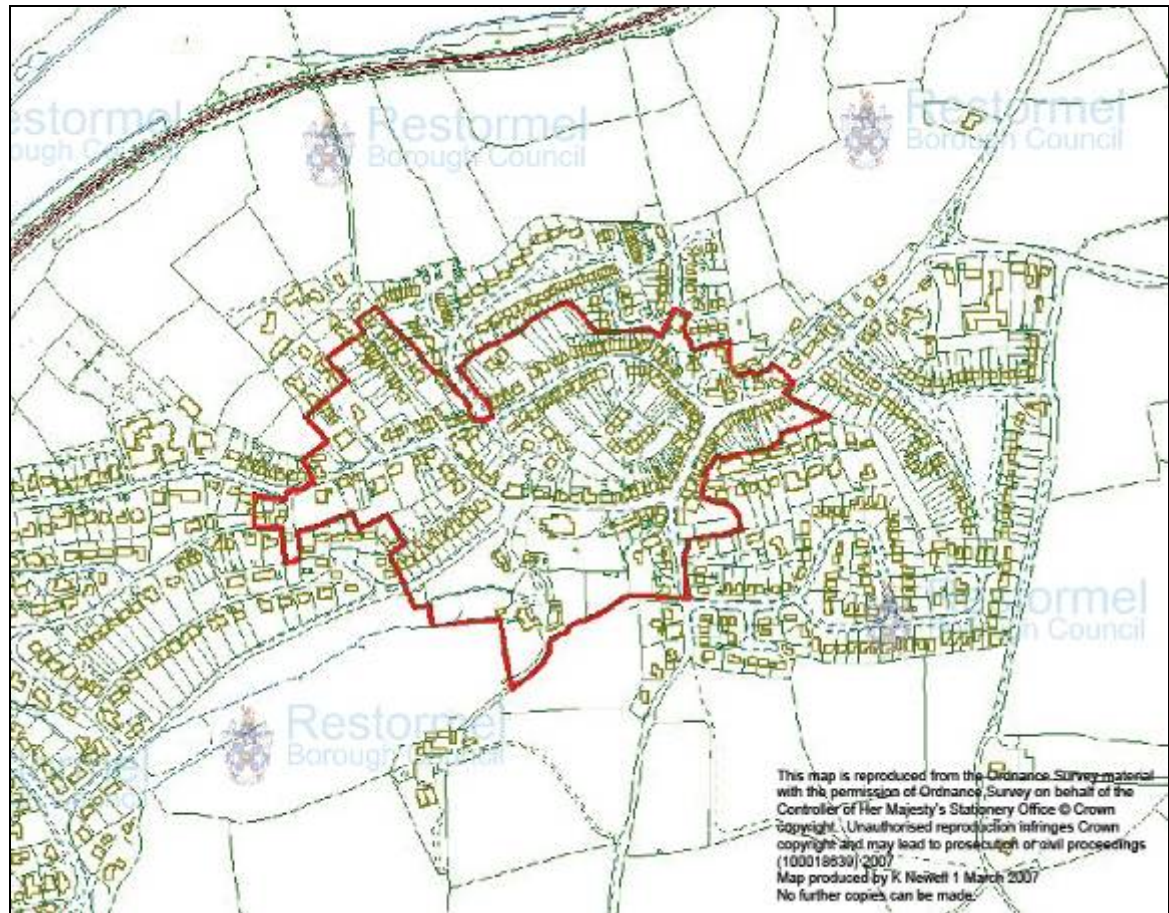 estormel
ough Council
Restormel
Borough Council
Restormel
Borough Council
Restormel
Borough Council
Restormel
Borough Council
This map is reproduced from the Ordnance Survey material
with the permission of Ordnance Survey on behalf of the
Controller of Her Majesty's Stationery Office © Crown
copyright. Unauthorised reproduction infringes Crown
copyright and may lead to prosecution or civil proceedings
(100018639) 2007
Map produced by K Newell 1 March 2007
No further copies can be made.